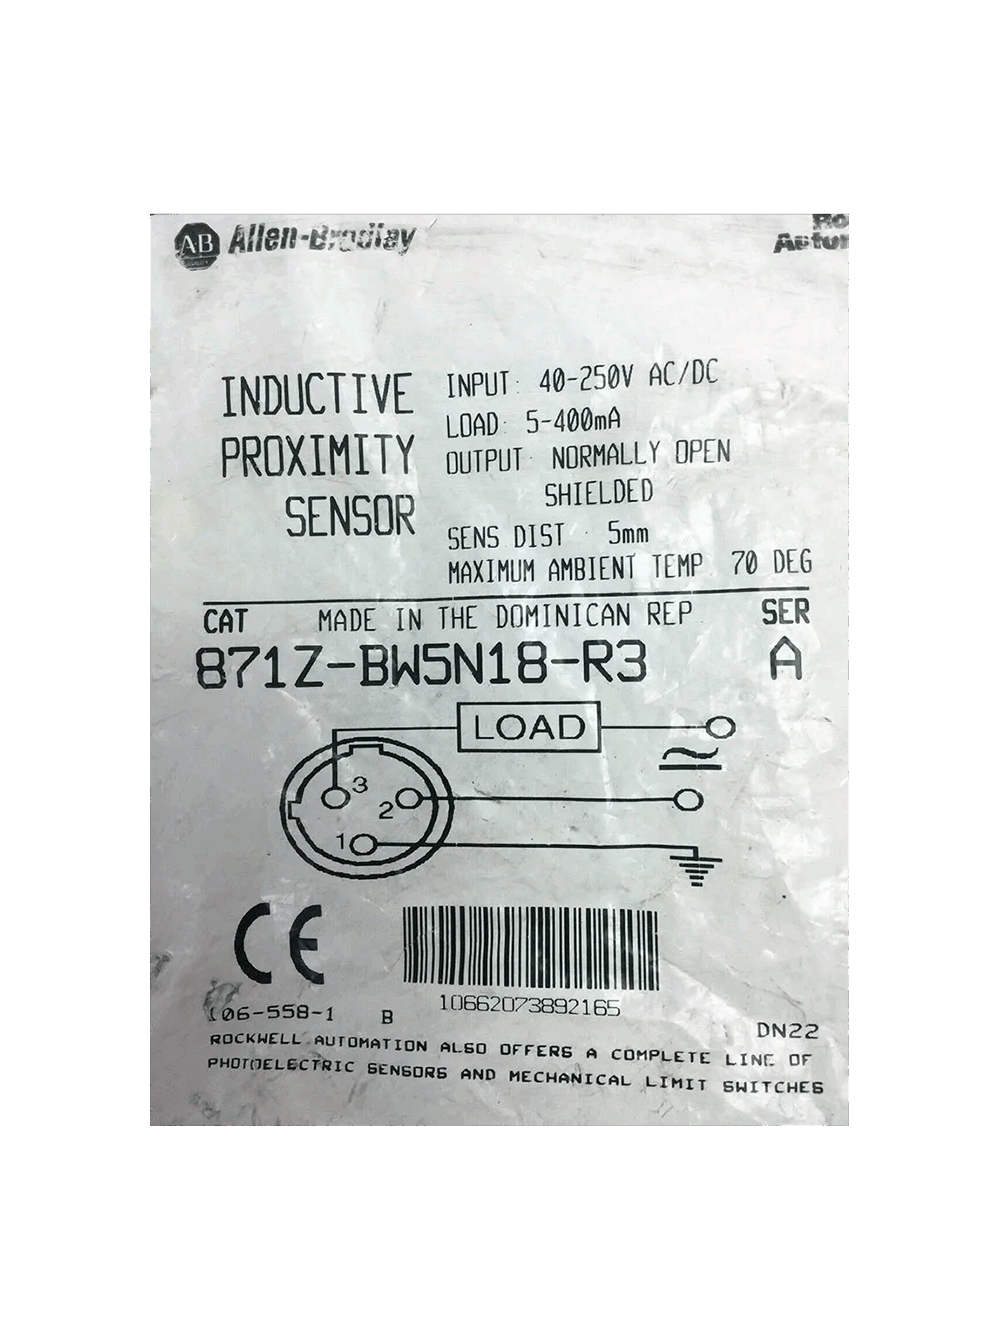 AB Allen-Bradley
INDUCTIVE
PROXIMITY
SENSOR
INPUT: 40-250V AC/DC
LOAD: 5-400mA
OUTPUT: NORMALLY OPEN
SHIELDED
SENS DIST : 5mm
MAXIMUM AMBIENT TEMP 70 DEG
CAT MADE IN THE DOMINICAN REP SER
871Z-BW5N18-R3 A
LOAD
3
2
1
CE
10662073892165
106-558-1 B
DN22
ROCKWELL AUTOMATION ALSO OFFERS A COMPLETE LINE OF
PHOTOELECTRIC SENSORS AND MECHANICAL LIMIT SWITCHES